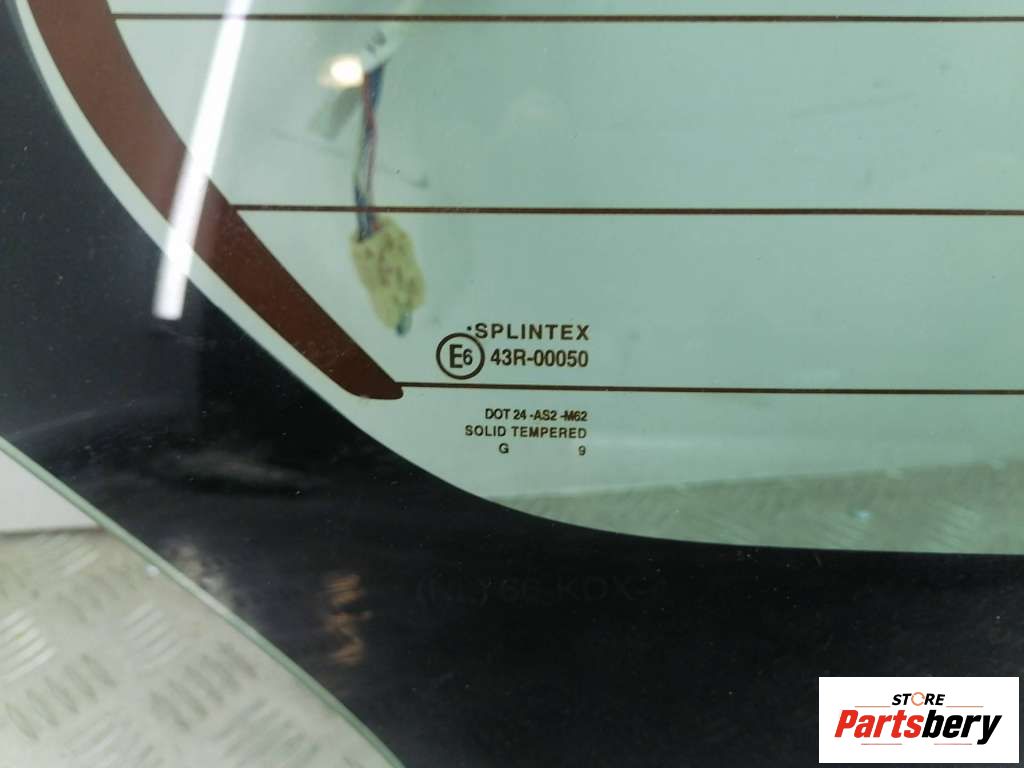 SPLINTEX
E6 43R-00050
DOT 24 -AS2 -M62
SOLID TEMPERED
G 9
STORE
Partsbery